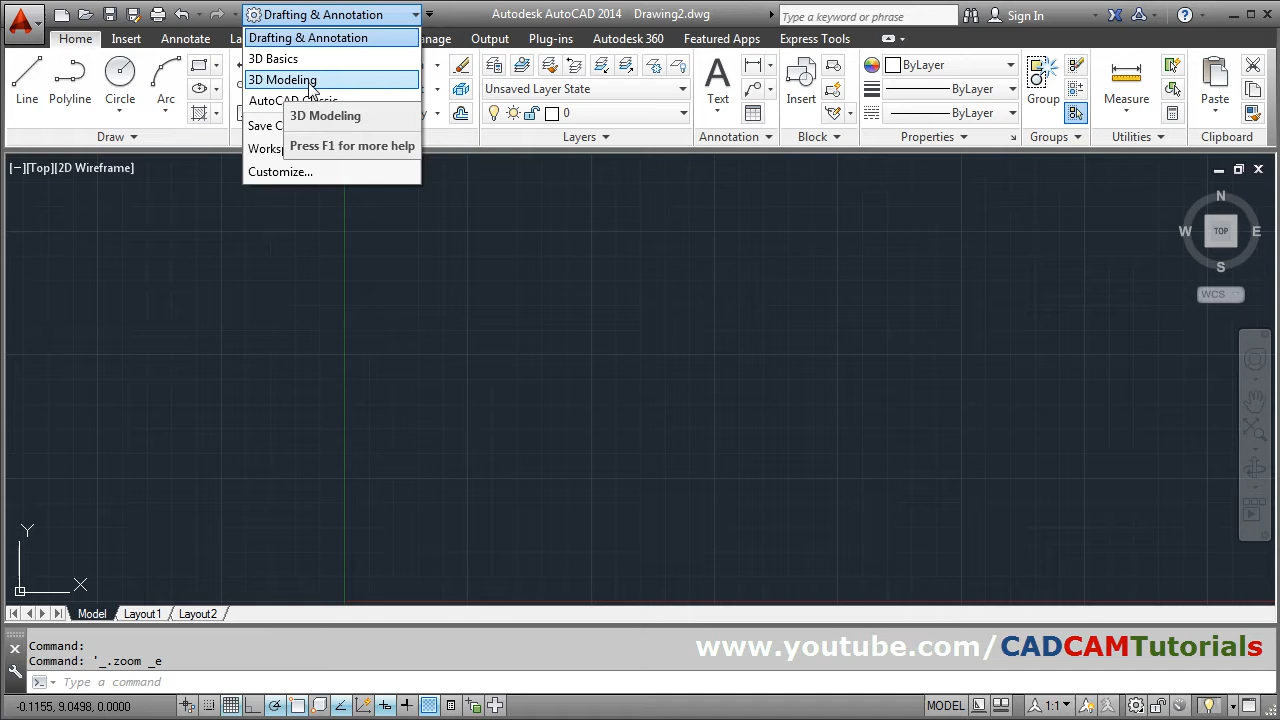 Drafting & Annotation
Autodesk AutoCAD 2014 Drawing2.dwg
Type a keyword or phrase
Sign In
Home Insert Annotate Output Plug-ins Autodesk 360 Featured Apps Express Tools
Drafting & Annotation
3D Basics
3D Modeling
3D Modeling
Press F1 for more help
Customize...
Line Polyline Circle Arc
Draw
Unsaved Layer State
0
Layers
Text
Annotation
Insert
Block
ByLayer
ByLayer
ByLayer
Properties
Group
Groups
Measure
Utilities
Paste
Clipboard
[−][Top][2D Wireframe]
N
W TOP E
S
WCS
Y
X
Model Layout1 Layout2
Command:
Command: '_.zoom _e
Type a command
www.youtube.com/CADCAMTutorials
-0.1155, 9.0498, 0.0000
MODEL
1:1